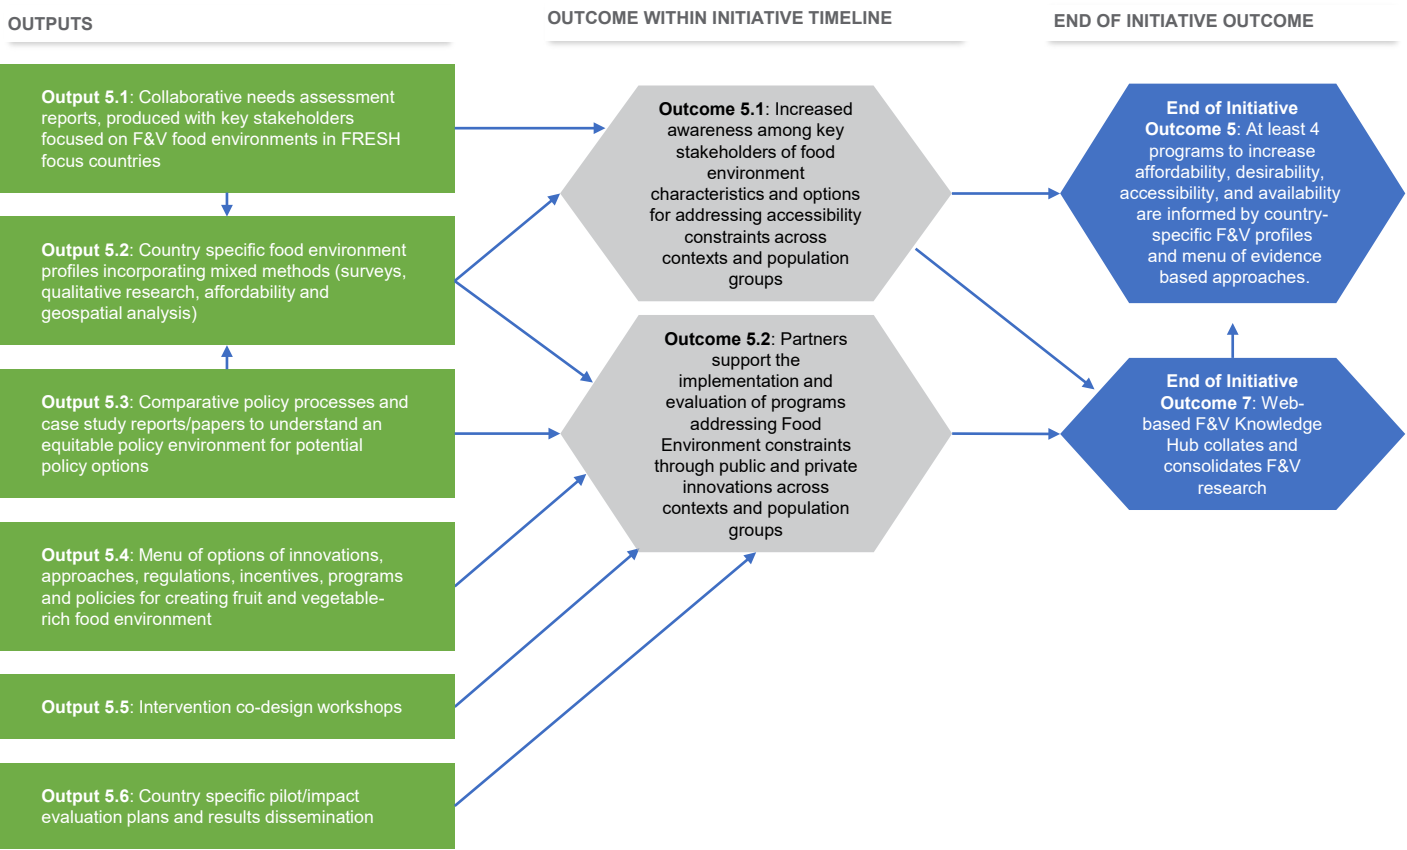 OUTPUTS
OUTCOME WITHIN INITIATIVE TIMELINE
END OF INITIATIVE OUTCOME
Output 5.1: Collaborative needs assessment
reports, produced with key stakeholders
focused on F&V food environments in FRESH
focus countries
Output 5.2: Country specific food environment
profiles incorporating mixed methods (surveys,
qualitative research, affordability and
geospatial analysis)
Output 5.3: Comparative policy processes and
case study reports/papers to understand an
equitable policy environment for potential
policy options
Output 5.4: Menu of options of innovations,
approaches, regulations, incentives, programs
and policies for creating fruit and vegetable-
rich food environment
Output 5.5: Intervention co-design workshops
Output 5.6: Country specific pilot/impact
evaluation plans and results dissemination
Outcome 5.1: Increased
awareness among key
stakeholders of food
environment
characteristics and options
for addressing accessibility
constraints across
contexts and population
groups
Outcome 5.2: Partners
support the
implementation and
evaluation of programs
addressing Food
Environment constraints
through public and private
innovations across
contexts and population
groups
End of Initiative
Outcome 5: At least 4
programs to increase
affordability, desirability,
accessibility, and availability
are informed by country-
specific F&V profiles
and menu of evidence
based approaches.
End of Initiative
Outcome 7: Web-
based F&V Knowledge
Hub collates and
consolidates F&V
research